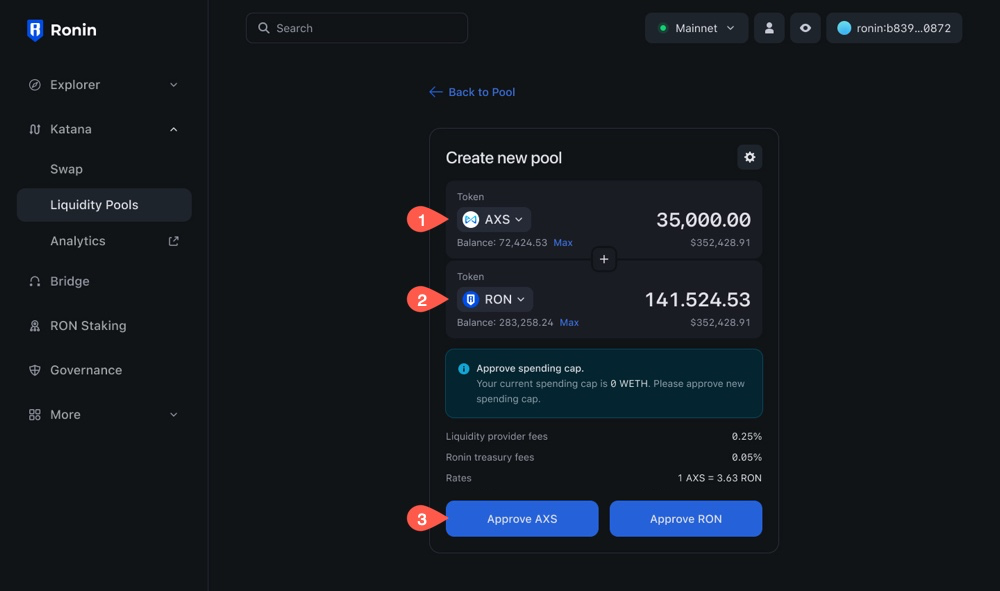 Ronin
Search
Mainnet
ronin:b839...0872
Explorer
Katana
Swap
Liquidity Pools
Analytics
Bridge
RON Staking
Governance
More
Back to Pool
Create new pool
Token
1
AXS
35,000.00
Balance: 72,424.53 Max
$352,428.91
+
Token
2
RON
141.524.53
Balance: 283,258.24 Max
$352,428.91
Approve spending cap.
Your current spending cap is 0 WETH. Please approve new
spending cap.
Liquidity provider fees 0.25%
Ronin treasury fees 0.05%
Rates 1 AXS = 3.63 RON
3
Approve AXS
Approve RON